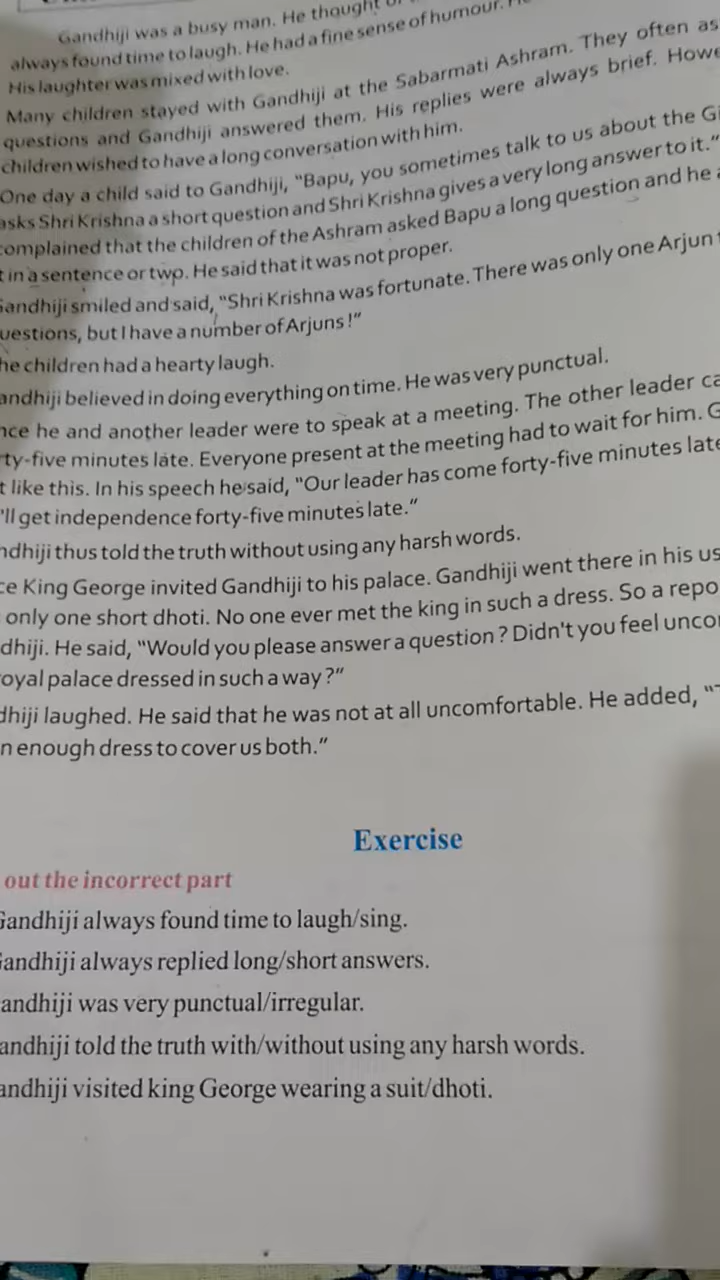 Gandhiji was a busy man. He thought
always found time to laugh. He had a fine sense of humour.
His laughter was mixed with love.
Many children stayed with Gandhiji at the Sabarmati Ashram. They often as
questions and Gandhiji answered them. His replies were always brief. Howe
children wished to have a long conversation with him.
One day a child said to Gandhiji, “Bapu, you sometimes talk to us about the Gi
asks Shri Krishna a short question and Shri Krishna gives a very long answer to it.”
complained that the children of the Ashram asked Bapu a long question and he
t in a sentence or two. He said that it was not proper.
Gandhiji smiled and said, “Shri Krishna was fortunate. There was only one Arjun
uestions, but I have a number of Arjuns !”
he children had a hearty laugh.
andhiji believed in doing everything on time. He was very punctual.
nce he and another leader were to speak at a meeting. The other leader ca
ty-five minutes late. Everyone present at the meeting had to wait for him. G
t like this. In his speech he said, “Our leader has come forty-five minutes late
'll get independence forty-five minutes late.”
ndhiji thus told the truth without using any harsh words.
ce King George invited Gandhiji to his palace. Gandhiji went there in his us
only one short dhoti. No one ever met the king in such a dress. So a repo
dhiji. He said, “Would you please answer a question ? Didn't you feel unco
royal palace dressed in such a way ?”
dhiji laughed. He said that he was not at all uncomfortable. He added, “
n enough dress to cover us both.”
Exercise
out the incorrect part
Gandhiji always found time to laugh/sing.
Gandhiji always replied long/short answers.
andhiji was very punctual/irregular.
andhiji told the truth with/without using any harsh words.
andhiji visited king George wearing a suit/dhoti.